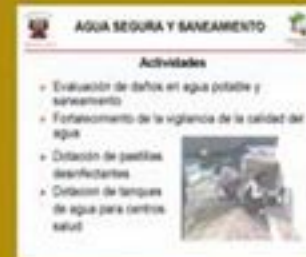 AGUA SEGURA Y SANEAMIENTO
Actividades
Evaluación de daños en agua potable y
saneamiento
Fortalecimiento de la vigilancia de la calidad del
agua
Dotación de pastillas
desinfectantes
Dotación de tanques
de agua para centros
salud